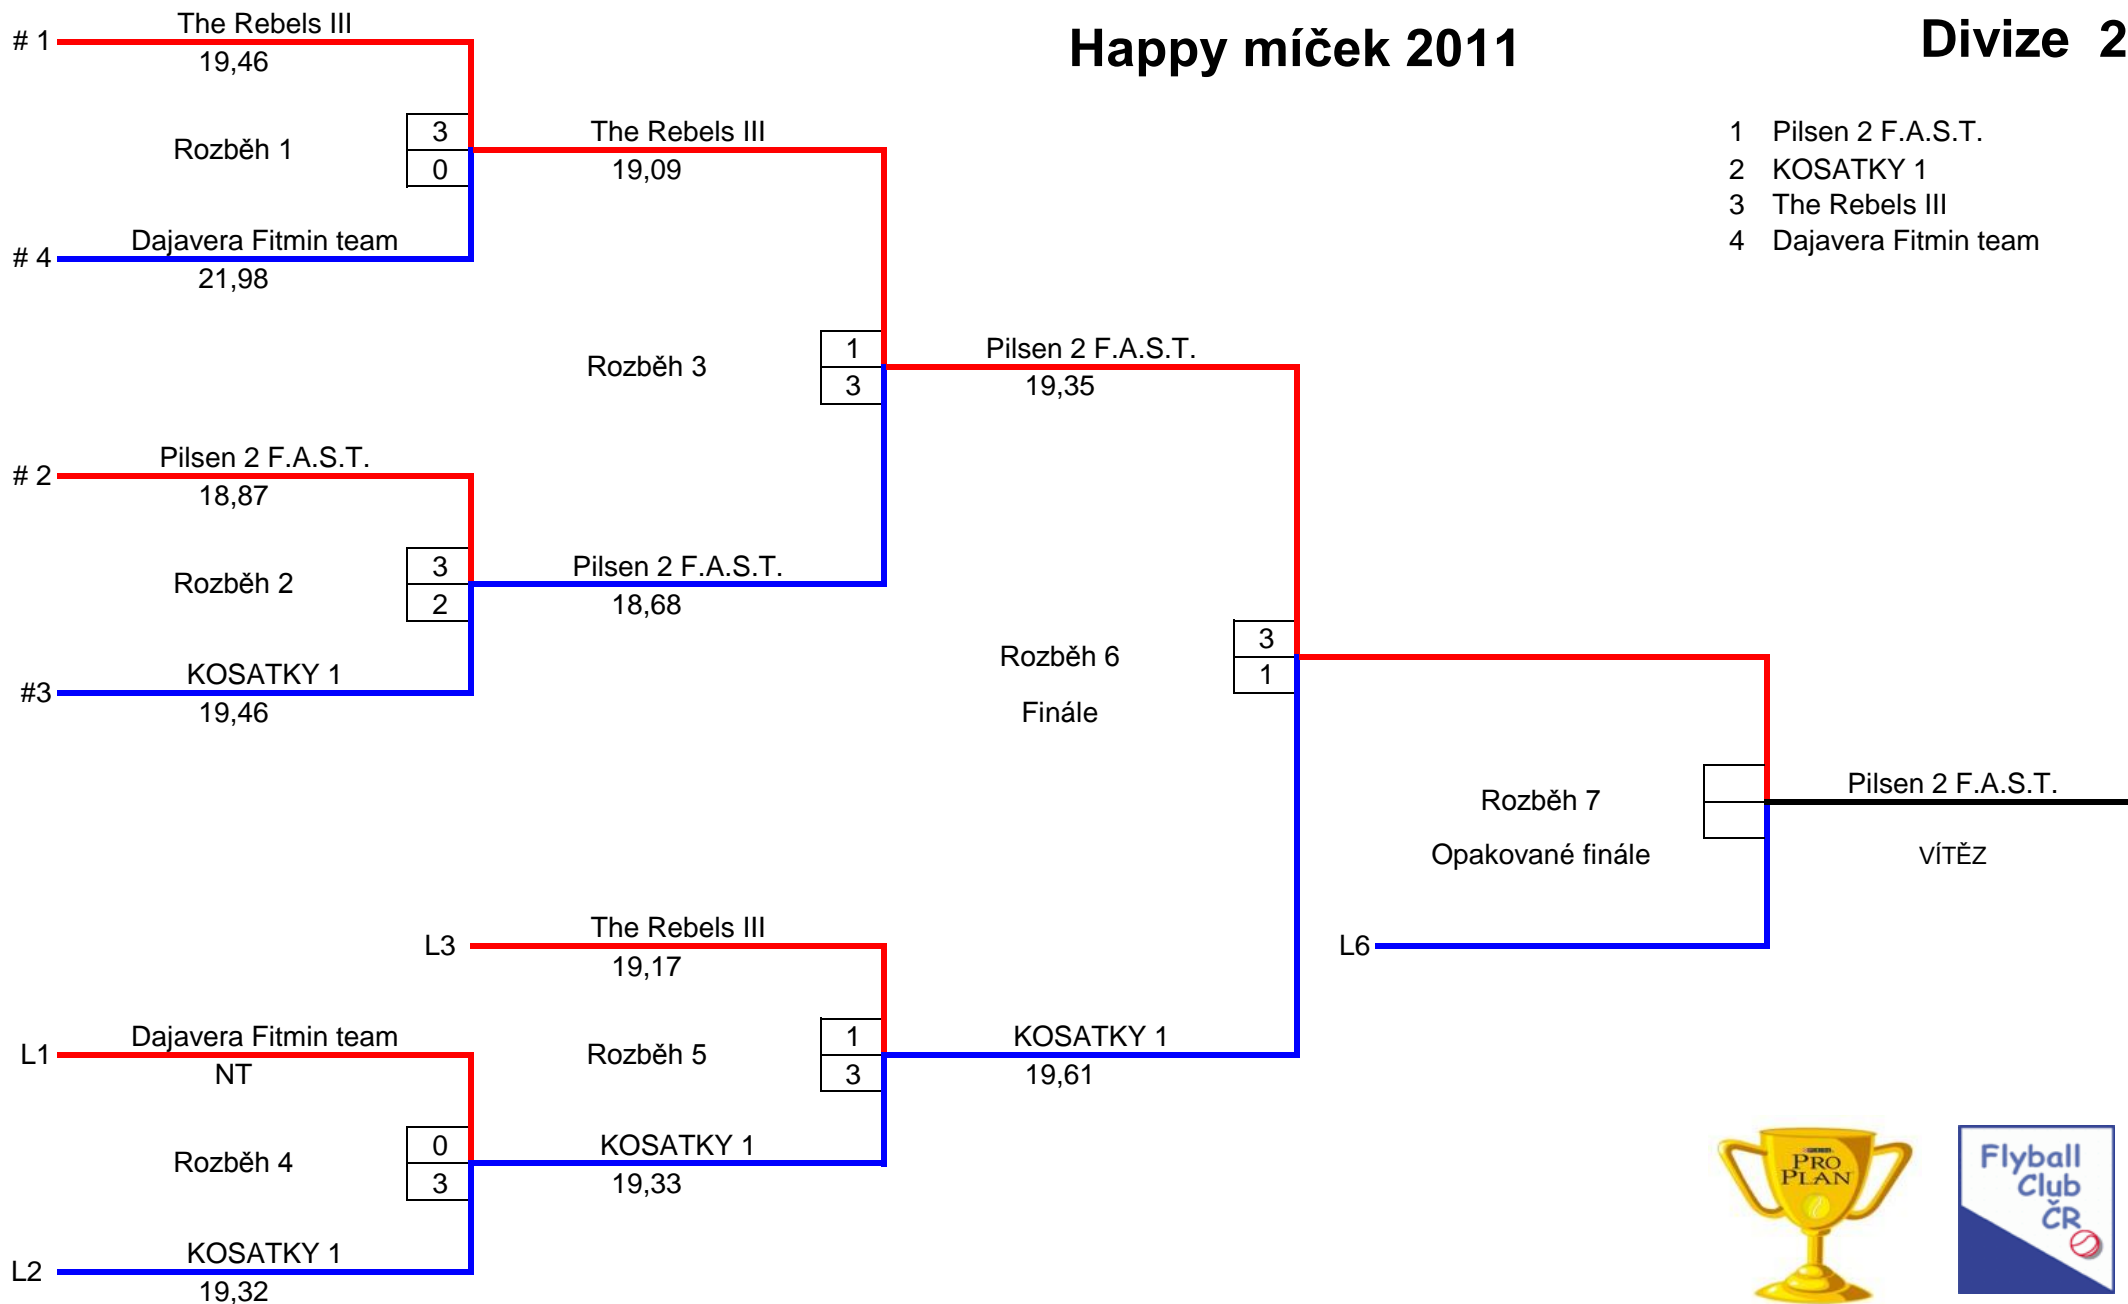 Happy míček 2011
Divize 2
# 1
The Rebels III
19,46
Rozběh 1
3
0
# 4
Dajavera Fitmin team
21,98
The Rebels III
19,09
1 Pilsen 2 F.A.S.T.
2 KOSATKY 1
3 The Rebels III
4 Dajavera Fitmin team
Rozběh 3
1
3
Pilsen 2 F.A.S.T.
19,35
# 2
Pilsen 2 F.A.S.T.
18,87
Rozběh 2
3
2
#3
KOSATKY 1
19,46
Pilsen 2 F.A.S.T.
18,68
Rozběh 6
Finále
3
1
Rozběh 7
Opakované finále
Pilsen 2 F.A.S.T.
VÍTĚZ
L6
L3
The Rebels III
19,17
Rozběh 5
1
3
KOSATKY 1
19,61
L1
Dajavera Fitmin team
NT
Rozběh 4
0
3
KOSATKY 1
19,33
L2
KOSATKY 1
19,32
PRO
PLAN
Flyball
Club
ČR